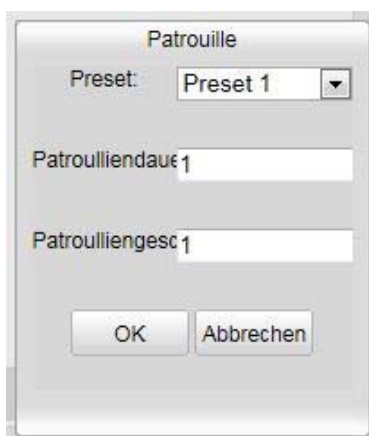 Patrouille
Preset: Preset 1
Patroulliendaue 1
Patroulliengesc 1
OK Abbrechen